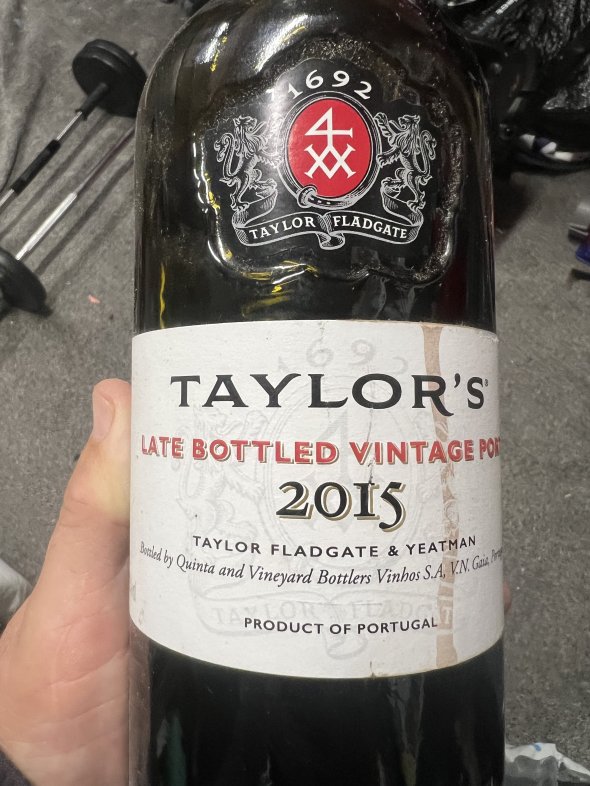 1692
TAYLOR FLADGATE
TAYLOR'S®
LATE BOTTLED VINTAGE
2015
TAYLOR FLADGATE & YEATMAN
Bottled by Quinta and Vineyard Bottlers Vinhos S.A, V.N. Gaia,
PRODUCT OF PORTUGAL